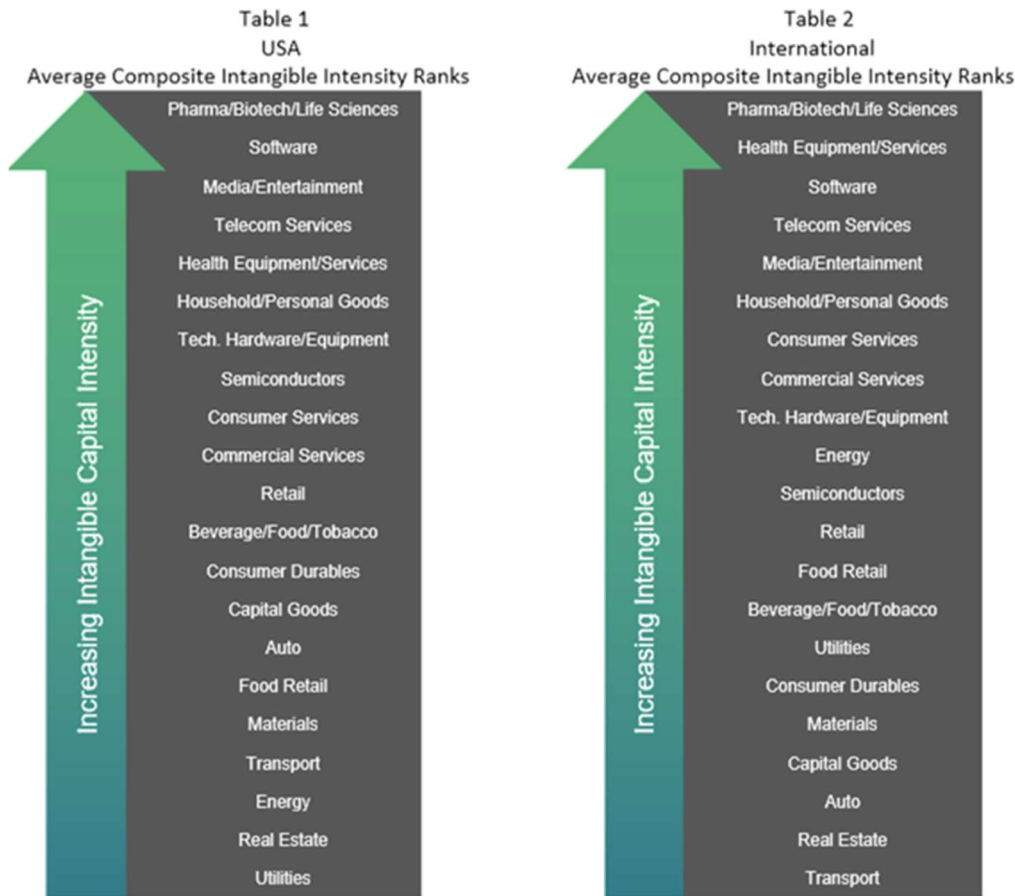 Table 1
USA
Average Composite Intangible Intensity Ranks
Increasing Intangible Capital Intensity
Pharma/Biotech/Life Sciences
Software
Media/Entertainment
Telecom Services
Health Equipment/Services
Household/Personal Goods
Tech. Hardware/Equipment
Semiconductors
Consumer Services
Commercial Services
Retail
Beverage/Food/Tobacco
Consumer Durables
Capital Goods
Auto
Food Retail
Materials
Transport
Energy
Real Estate
Utilities
Table 2
International
Average Composite Intangible Intensity Ranks
Increasing Intangible Capital Intensity
Pharma/Biotech/Life Sciences
Health Equipment/Services
Software
Telecom Services
Media/Entertainment
Household/Personal Goods
Consumer Services
Commercial Services
Tech. Hardware/Equipment
Energy
Semiconductors
Retail
Food Retail
Beverage/Food/Tobacco
Utilities
Consumer Durables
Materials
Capital Goods
Auto
Real Estate
Transport